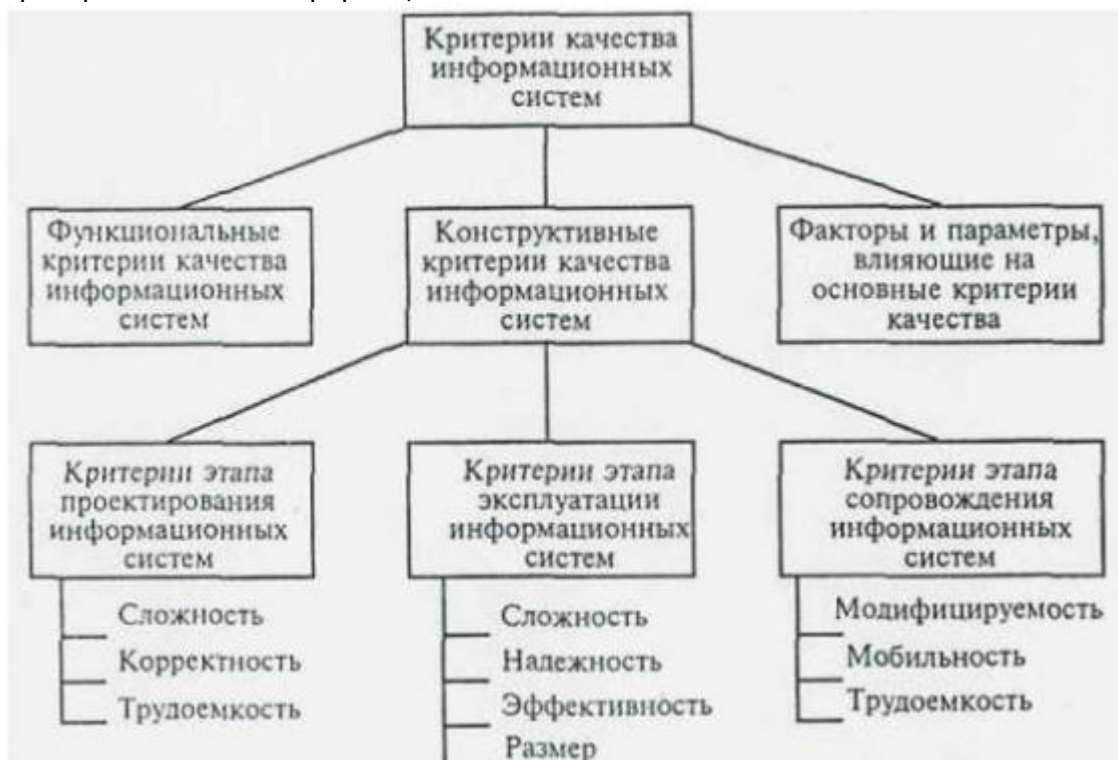 Критерии качества
информационных
систем
Функциональные
критерии качества
информационных
систем
Конструктивные
критерии качества
информационных
систем
Факторы и параметры,
влияющие на
основные критерии
качества
Критерии этапа
проектирования
информационных
систем
Критерии этапа
эксплуатации
информационных
систем
Критерии этапа
сопровождения
информационных
систем
Сложность
Корректность
Трудоемкость
Сложность
Надежность
Эффективность
Размер
Модифицируемость
Мобильность
Трудоемкость